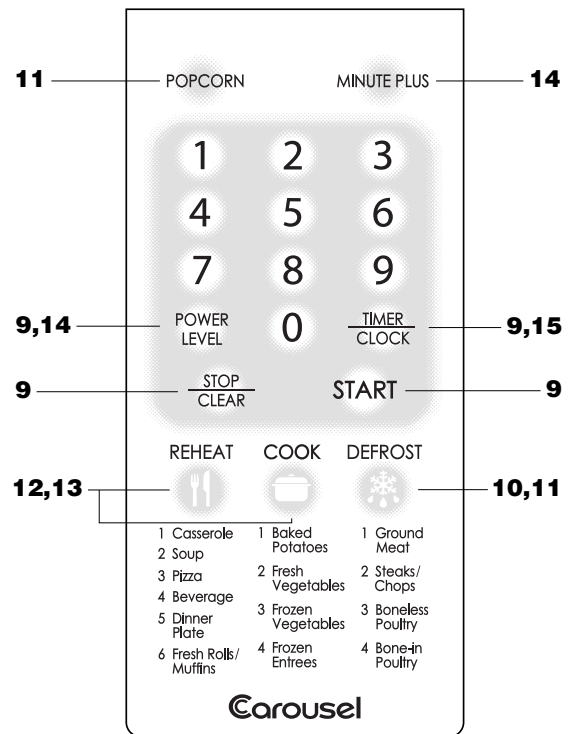 11 POPCORN MINUTE PLUS 14
1 2 3
4 5 6
7 8 9
9,14 POWER LEVEL 0 TIMER CLOCK 9,15
9 STOP CLEAR START 9
REHEAT COOK DEFROST
12,13 10,11
1 Casserole
2 Soup
3 Pizza
4 Beverage
5 Dinner
Plate
6 Fresh Rolls/
Muffins
1 Baked
Potatoes
2 Fresh
Vegetables
3 Frozen
Vegetables
4 Frozen
Entrees
1 Ground
Meat
2 Steaks/
Chops
3 Boneless
Poultry
4 Bone-in
Poultry
Carousel